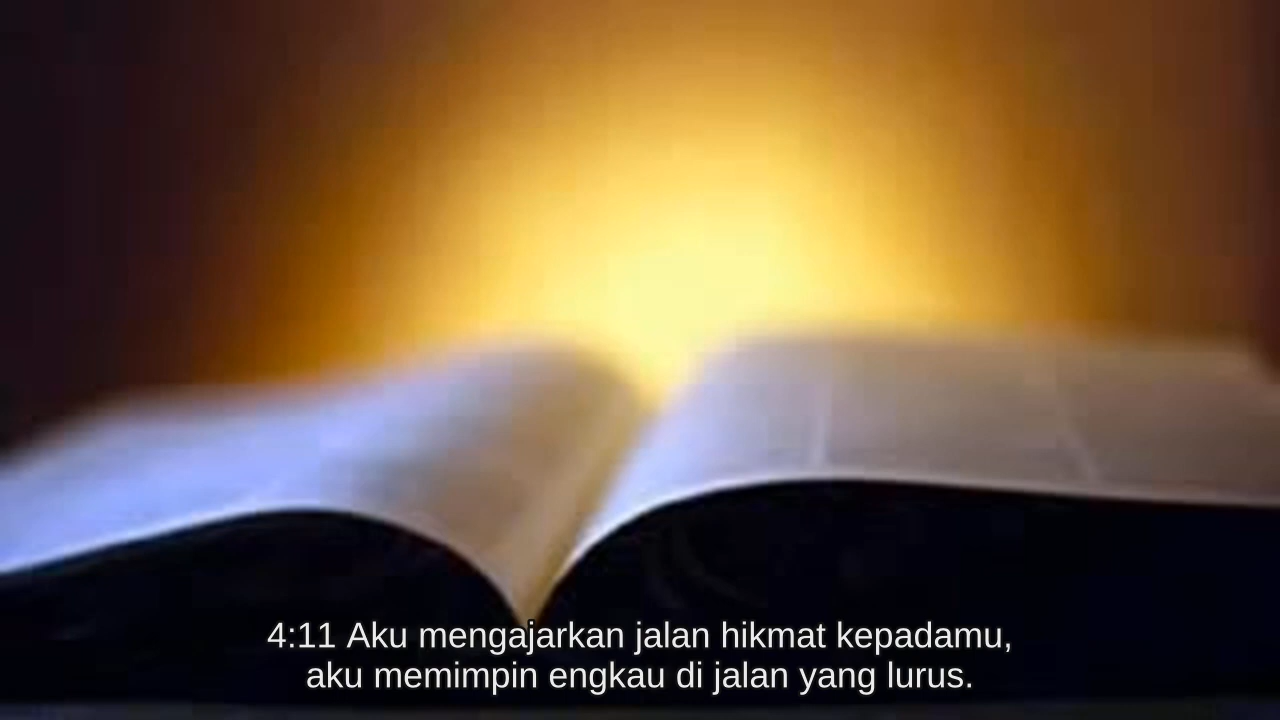 4:11 Aku mengajarkan jalan hikmat kepadamu,
aku memimpin engkau di jalan yang lurus.